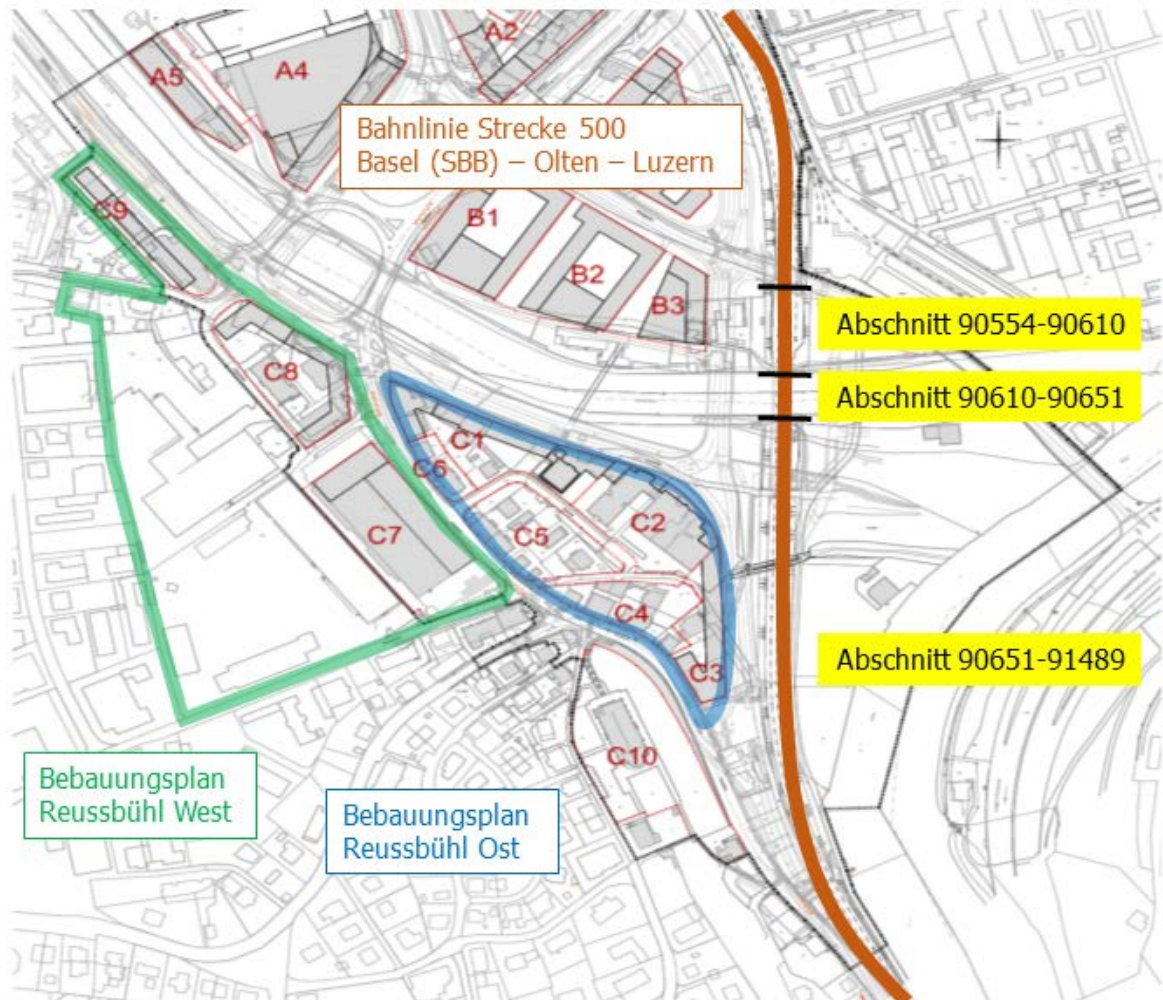 A2
A5
A4
Bahnlinie Strecke 500
Basel (SBB) – Olten – Luzern
C9
B1
B2
B3
Abschnitt 90554-90610
C8
Abschnitt 90610-90651
C1
C6
C2
C7
C5
C4
Abschnitt 90651-91489
C3
C10
Bebauungsplan
Reussbühl West
Bebauungsplan
Reussbühl Ost